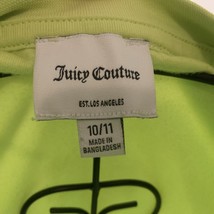 Juicy Couture
EST. LOS ANGELES
10/11
MADE IN
BANGLADESH